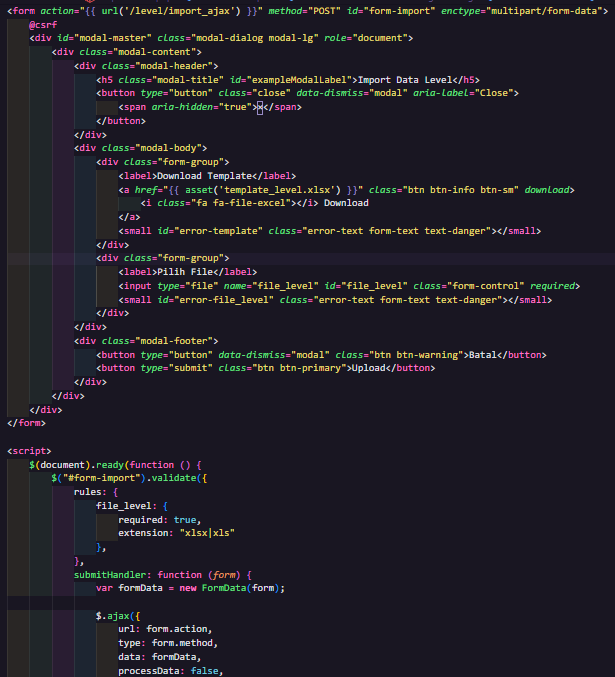 <form action="{{ url('/level/import_ajax') }}" method="POST" id="form-import" enctype="multipart/form-data">
@csrf
<div id="modal-master" class="modal-dialog modal-lg" role="document">
<div class="modal-content">
<div class="modal-header">
<h5 class="modal-title" id="exampleModalLabel">Import Data Level</h5>
<button type="button" class="close" data-dismiss="modal" aria-label="Close">
<span aria-hidden="true">×</span>
</button>
</div>
<div class="modal-body">
<div class="form-group">
<label>Download Template</label>
<a href="{{ asset('template_level.xlsx') }}" class="btn btn-info btn-sm" download>
<i class="fa fa-file-excel"></i> Download
</a>
<small id="error-template" class="error-text form-text text-danger"></small>
</div>
<div class="form-group">
<label>Pilih File</label>
<input type="file" name="file_level" id="file_level" class="form-control" required>
<small id="error-file_level" class="error-text form-text text-danger"></small>
</div>
</div>
<div class="modal-footer">
<button type="button" data-dismiss="modal" class="btn btn-warning">Batal</button>
<button type="submit" class="btn btn-primary">Upload</button>
</div>
</div>
</div>
</form>
<script>
$(document).ready(function () {
$("#form-import").validate({
rules: {
file_level: {
required: true,
extension: "xlsx|xls"
},
},
submitHandler: function (form) {
var formData = new FormData(form);
$.ajax({
url: form.action,
type: form.method,
data: formData,
processData: false,